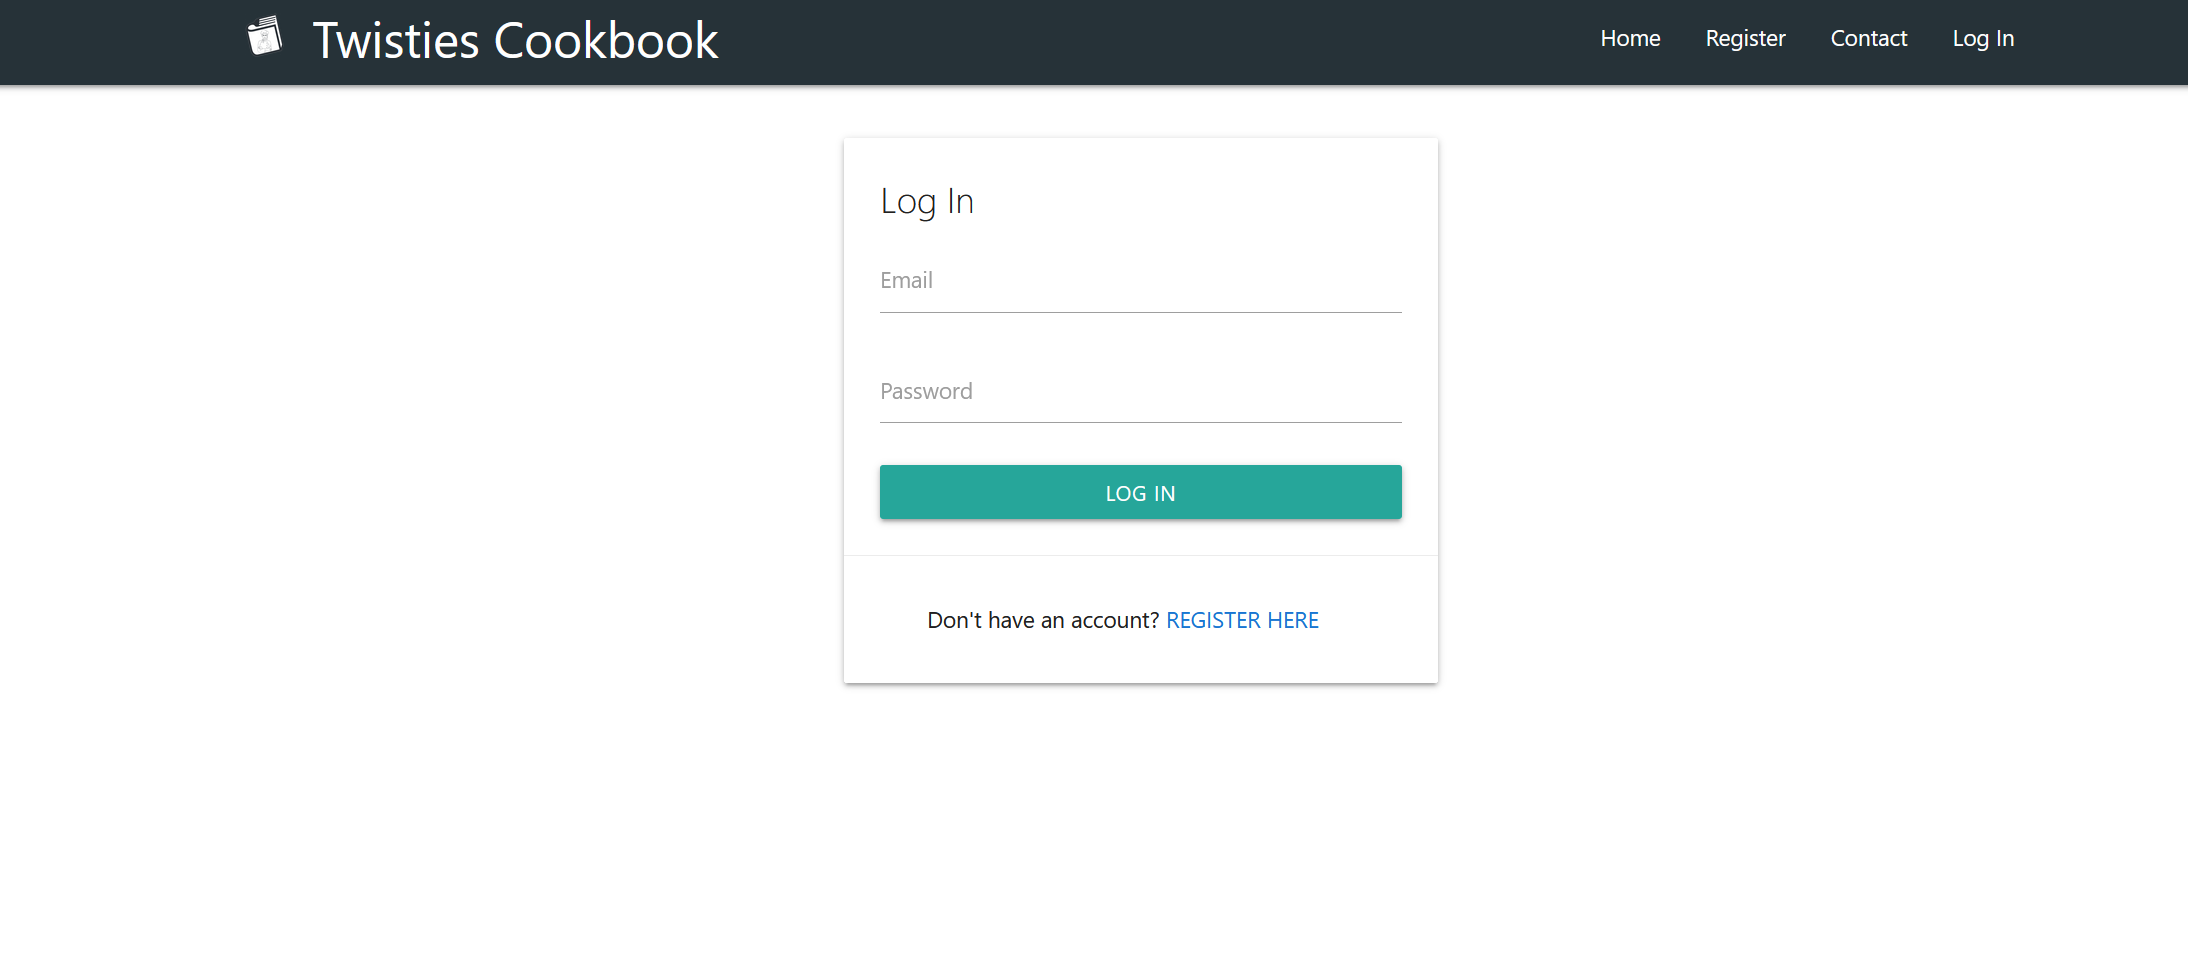 Twisties Cookbook
Home Register Contact Log In
Log In
Email
Password
LOG IN
Don't have an account? REGISTER HERE